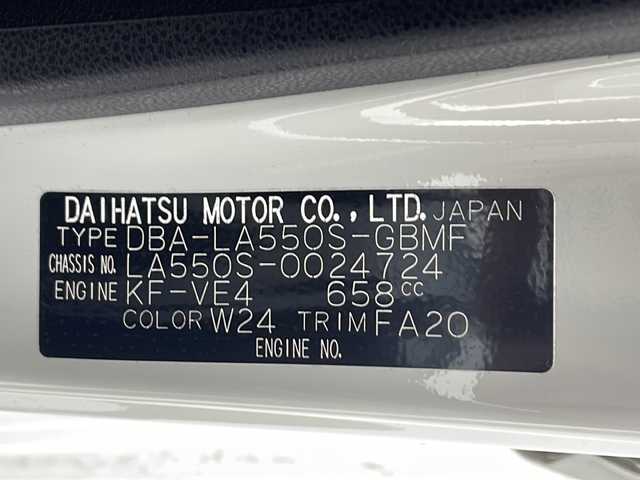 DAIHATSU MOTOR CO., LTD. JAPAN
TYPE DBA-LA550S-GBMF
CHASSIS NO. LA550S-0024724
ENGINE KF-VE4 658cc
COLOR W24 TRIM FA20
ENGINE NO.